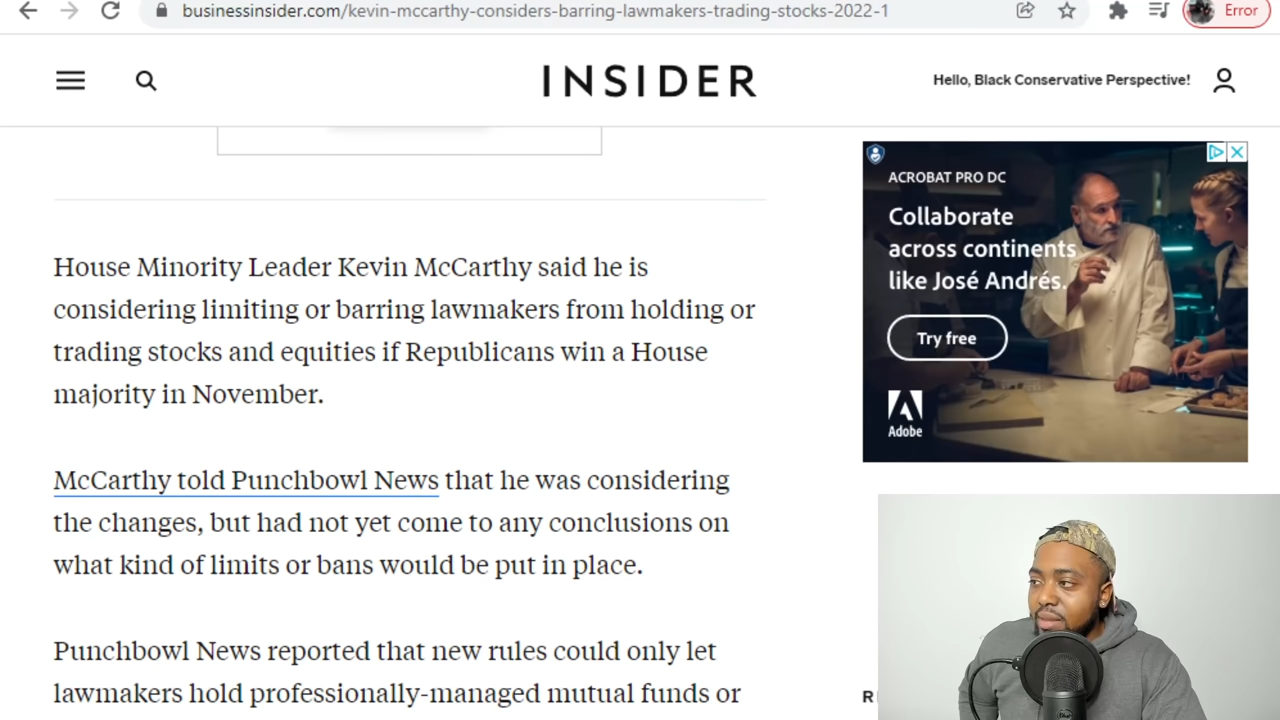 businessinsider.com/kevin-mccarthy-considers-barring-lawmakers-trading-stocks-2022-1
Error
INSIDER
Hello, Black Conservative Perspective!
House Minority Leader Kevin McCarthy said he is
considering limiting or barring lawmakers from holding or
trading stocks and equities if Republicans win a House
majority in November.
McCarthy told Punchbowl News that he was considering
the changes, but had not yet come to any conclusions on
what kind of limits or bans would be put in place.
Punchbowl News reported that new rules could only let
lawmakers hold professionally-managed mutual funds or
ACROBAT PRO DC
Collaborate
across continents
like José Andrés.
Try free
Adobe